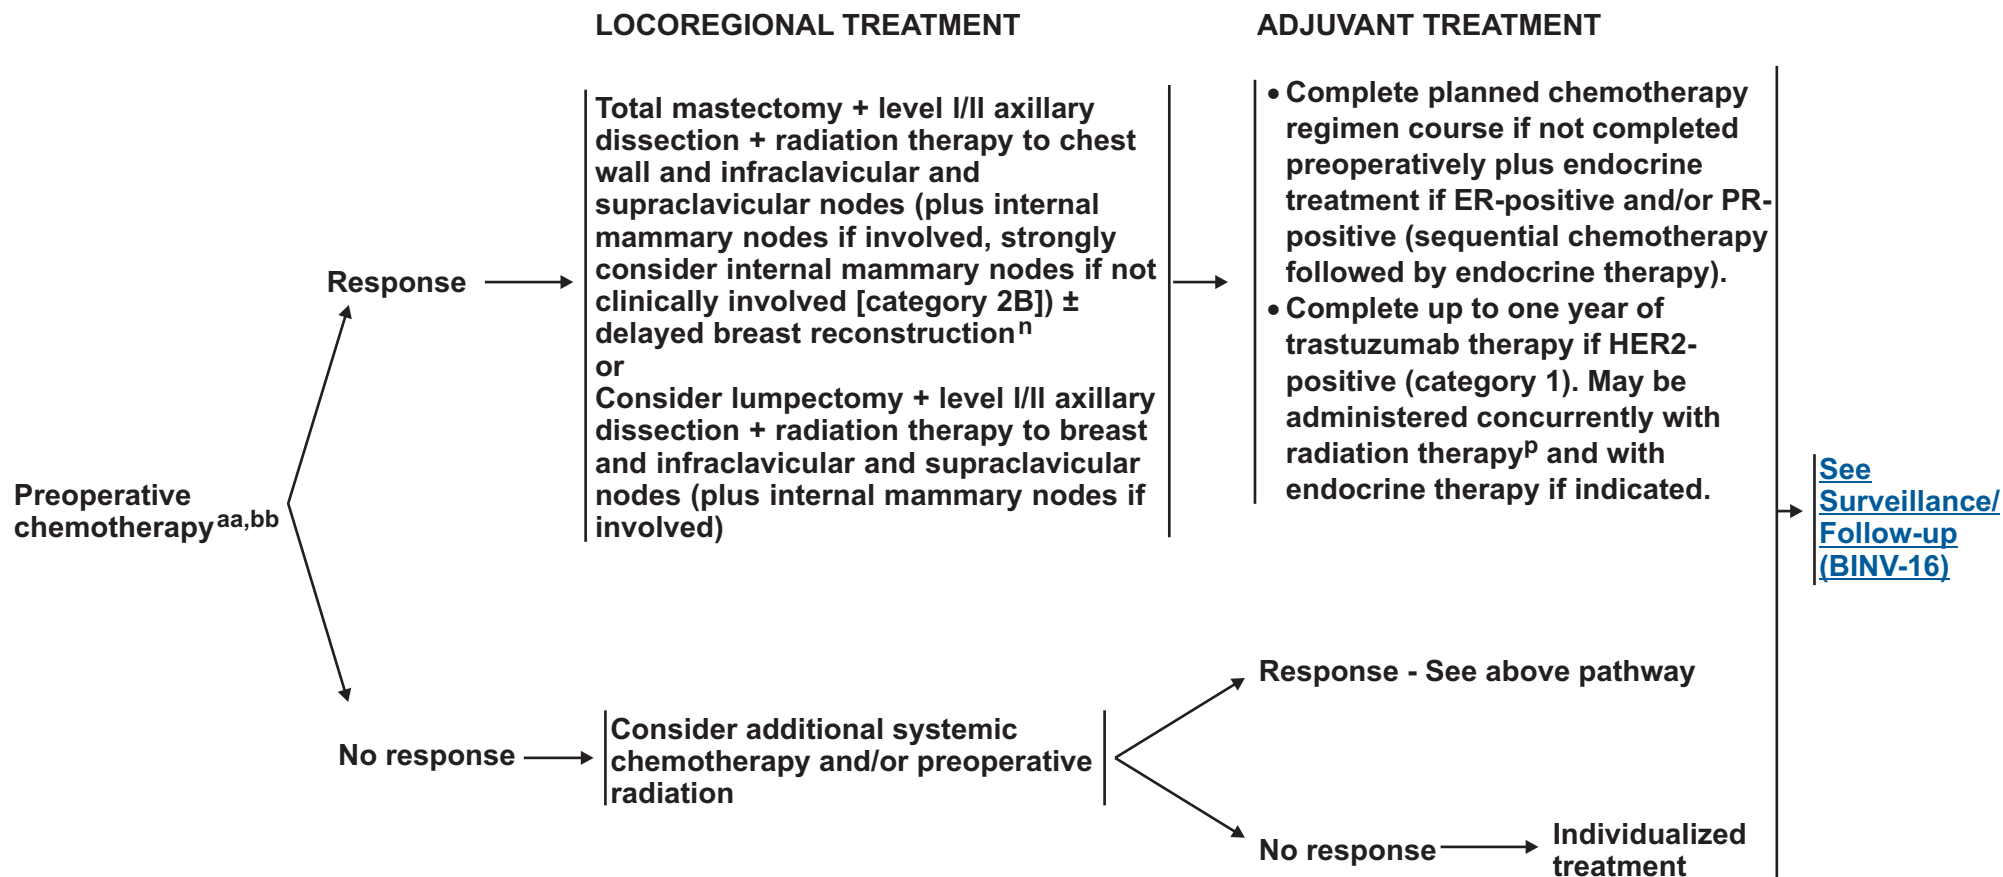 LOCOREGIONAL TREATMENT
ADJUVANT TREATMENT
Preoperative
chemotherapy aa,bb
Response
Total mastectomy + level I/II axillary
dissection + radiation therapy to chest
wall and infraclavicular and
supraclavicular nodes (plus internal
mammary nodes if involved, strongly
consider internal mammary nodes if not
clinically involved [category 2B]) ±
delayed breast reconstruction n
or
Consider lumpectomy + level I/II axillary
dissection + radiation therapy to breast
and infraclavicular and supraclavicular
nodes (plus internal mammary nodes if
involved)
• Complete planned chemotherapy
regimen course if not completed
preoperatively plus endocrine
treatment if ER-positive and/or PR-
positive (sequential chemotherapy
followed by endocrine therapy).
• Complete up to one year of
trastuzumab therapy if HER2-
positive (category 1). May be
administered concurrently with
radiation therapy p and with
endocrine therapy if indicated.
See
Surveillance/
Follow-up
(BINV-16)
No response
Consider additional systemic
chemotherapy and/or preoperative
radiation
Response - See above pathway
No response
Individualized
treatment